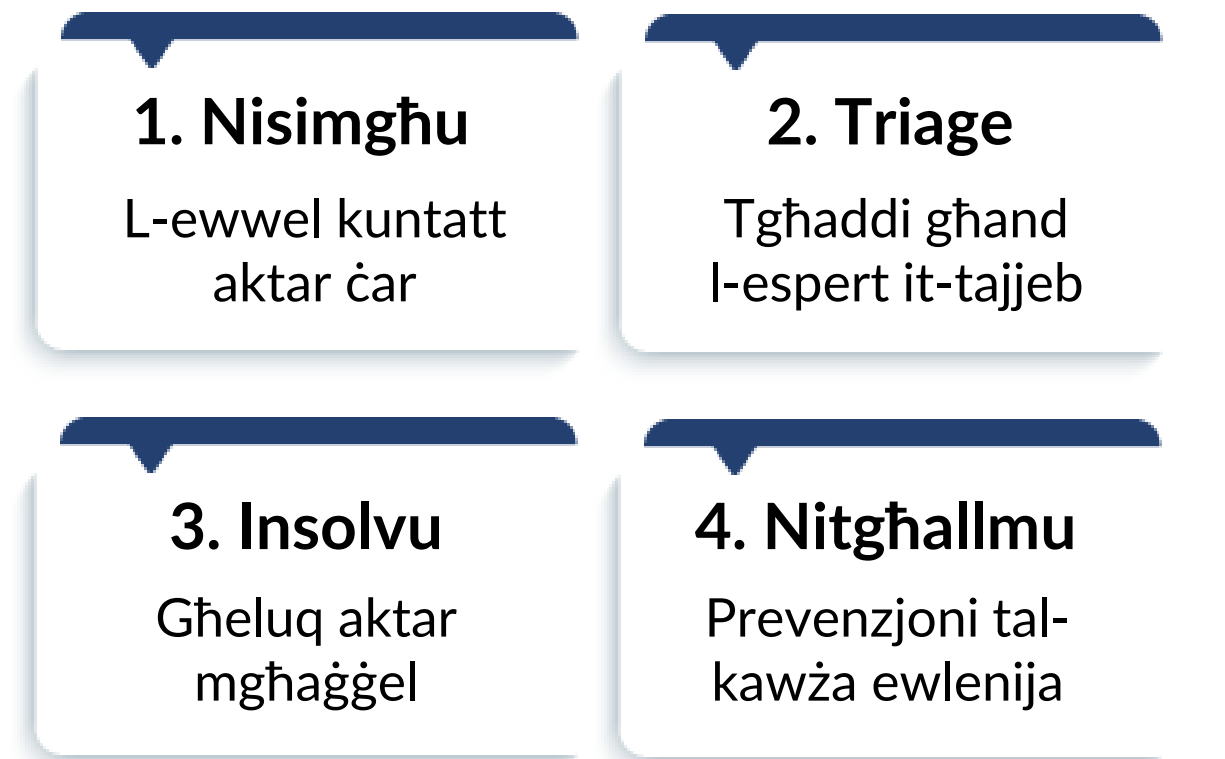 1. Nisimgħu
L-ewwel kuntatt
aktar ċar
2. Triage
Tgħaddi għand
l-espert it-tajjeb
3. Insolvu
Għeluq aktar
mgħaġġel
4. Nitgħallmu
Prevenzjoni tal-
kawża ewlenija